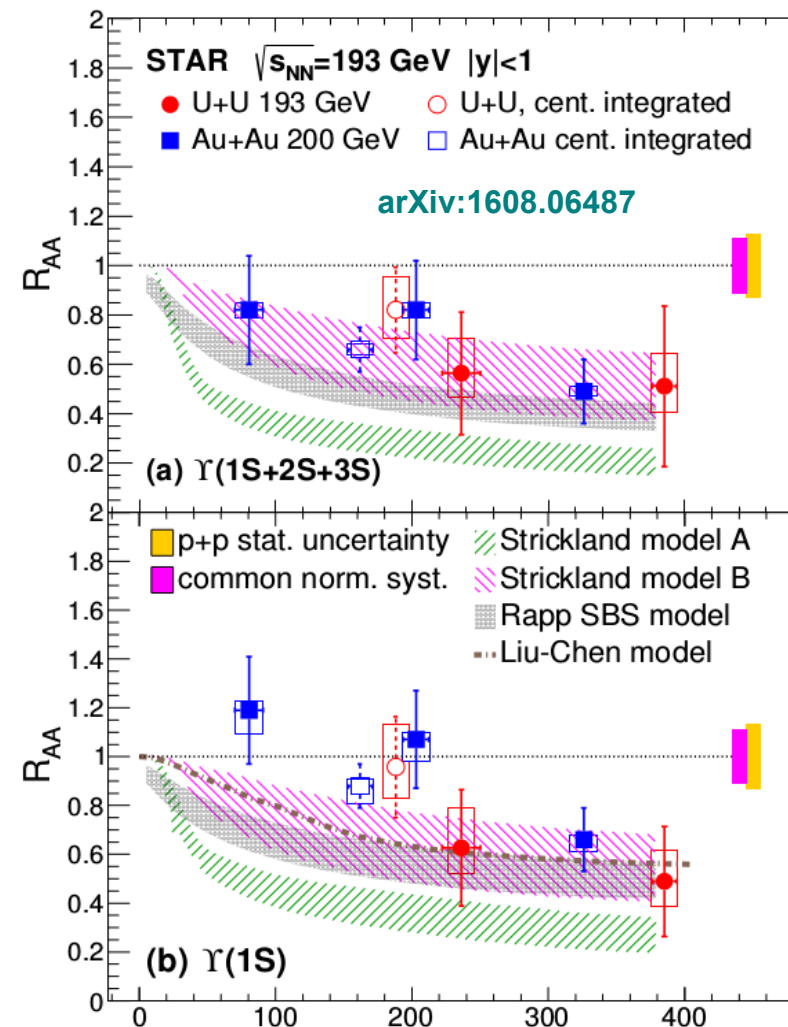 STAR √sNN=193 GeV |y|<1
U+U 193 GeV U+U, cent. integrated
Au+Au 200 GeV Au+Au cent. integrated
arXiv:1608.06487
RAA
2
1.8
1.6
1.4
1.2
1
0.8
0.6
0.4
0.2
(a) ϒ(1S+2S+3S)
p+p stat. uncertainty
common norm. syst.
Strickland model A
Strickland model B
Rapp SBS model
Liu-Chen model
RAA
2
1.8
1.6
1.4
1.2
1
0.8
0.6
0.4
0.2
0
(b) ϒ(1S)
0 100 200 300 400